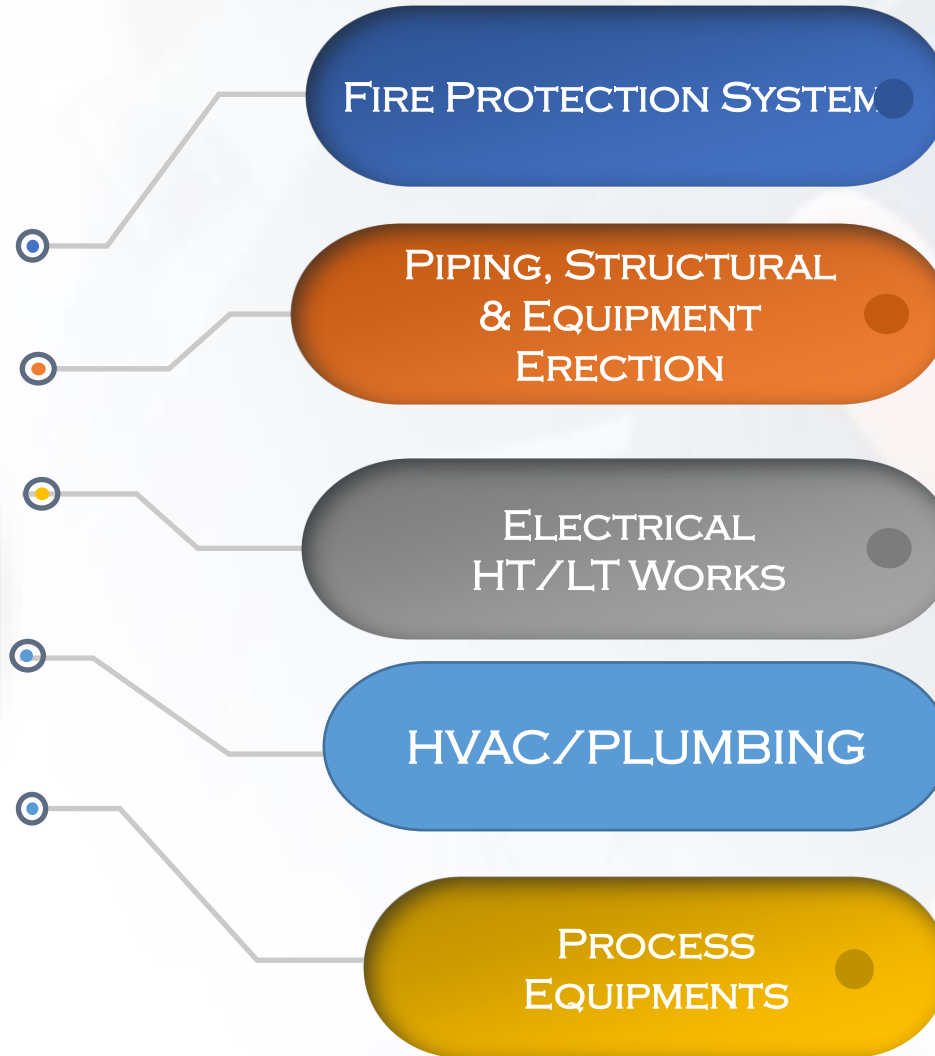 Fire Protection System
Piping, Structural
& Equipment
Erection
Electrical
HT/LT Works
HVAC/PLUMBING
Process
Equipments